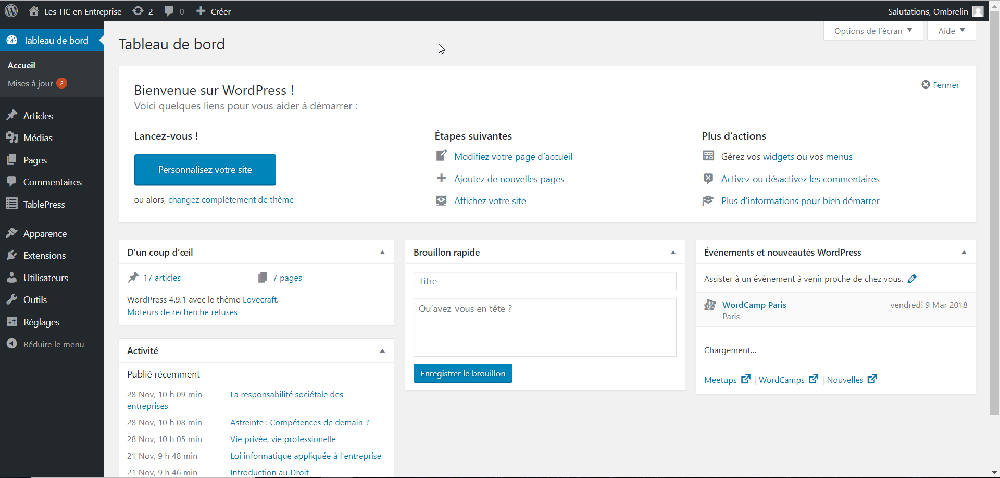 Les TIC en Entreprise 2 0 Créer Salutations, Ombrelin
Tableau de bord
Accueil
Mises à jour 2
Articles
Médias
Pages
Commentaires
TablePress
Apparence
Extensions
Utilisateurs
Outils
Réglages
Réduire le menu
Options de l’écran
Aide
Tableau de bord
Bienvenue sur WordPress !
Fermer
Voici quelques liens pour vous aider à démarrer :
Lancez-vous !
Personnalisez votre site
ou alors, changez complètement de thème
Étapes suivantes
Modifiez votre page d’accueil
Ajoutez de nouvelles pages
Affichez votre site
Plus d’actions
Gérez vos widgets ou vos menus
Activez ou désactivez les commentaires
Plus d’informations pour bien démarrer
D’un coup d’œil
17 articles
7 pages
WordPress 4.9.1 avec le thème Lovecraft.
Moteurs de recherche refusés
Activité
Publié récemment
28 Nov, 10 h 09 min La responsabilité sociétale des
entreprises
28 Nov, 10 h 08 min Astreinte : Compétences de demain ?
28 Nov, 10 h 05 min Vie privée, vie professionelle
21 Nov, 9 h 48 min Loi informatique appliquée à l’entreprise
21 Nov, 9 h 46 min Introduction au Droit
Brouillon rapide
Titre
Qu’avez-vous en tête ?
Enregistrer le brouillon
Évènements et nouveautés WordPress
Assister à un évènement à venir proche de chez vous.
WordCamp Paris vendredi 9 Mar 2018
Paris
Chargement…
Meetups | WordCamps | Nouvelles